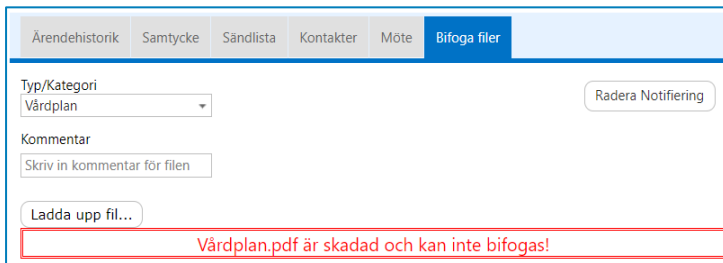 Ärendehistorik Samtycke Sändlista Kontakter Möte Bifoga filer
Typ/Kategori
Vårdplan
Radera Notifiering
Kommentar
Skriv in kommentar för filen
Ladda upp fil...
Vårdplan.pdf är skadad och kan inte bifogas!